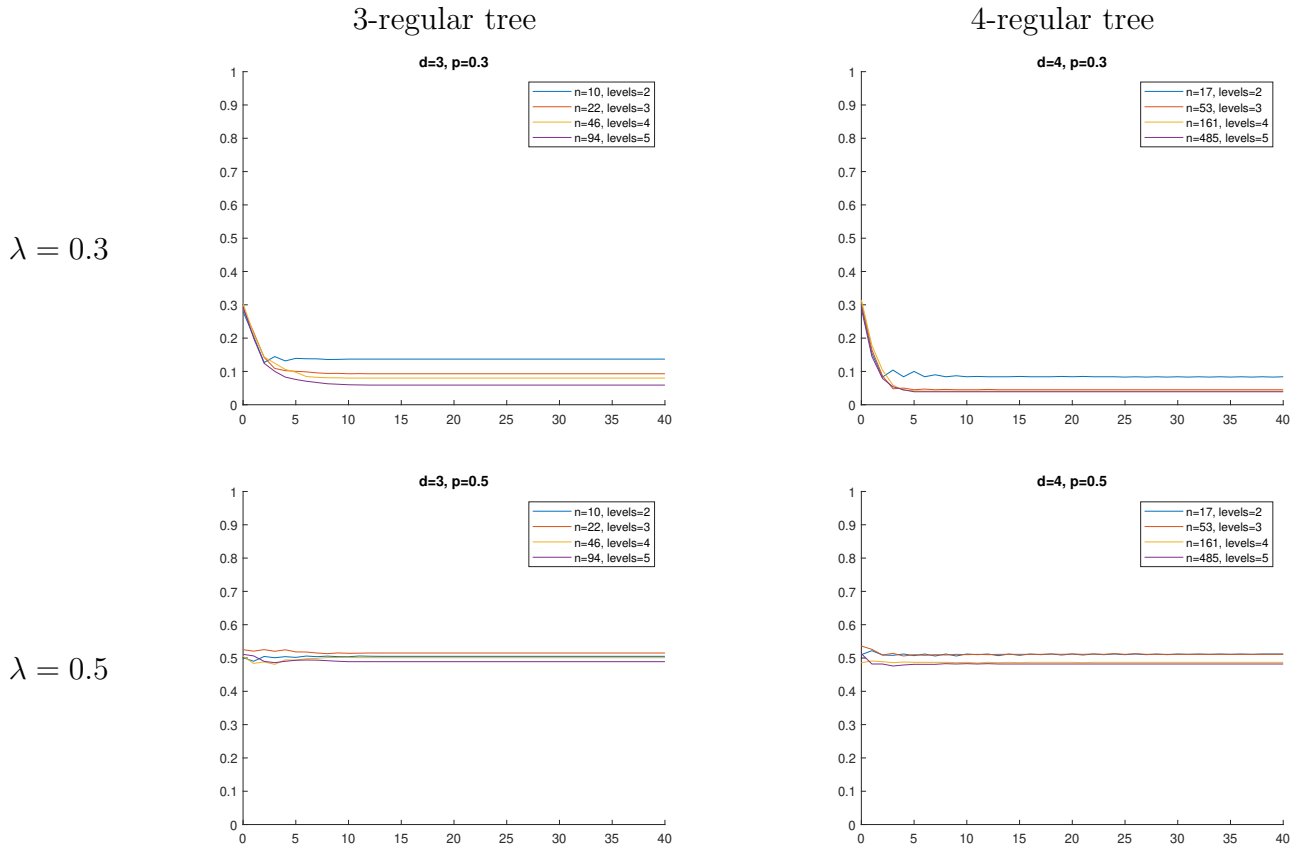 3-regular tree
4-regular tree
λ = 0.3
d=3, p=0.3
1
0.9
0.8
0.7
0.6
0.5
0.4
0.3
0.2
0.1
0
0 5 10 15 20 25 30 35 40
n=10, levels=2
n=22, levels=3
n=46, levels=4
n=94, levels=5
d=4, p=0.3
1
0.9
0.8
0.7
0.6
0.5
0.4
0.3
0.2
0.1
0
0 5 10 15 20 25 30 35 40
n=17, levels=2
n=53, levels=3
n=161, levels=4
n=485, levels=5
λ = 0.5
d=3, p=0.5
1
0.9
0.8
0.7
0.6
0.5
0.4
0.3
0.2
0.1
0
0 5 10 15 20 25 30 35 40
n=10, levels=2
n=22, levels=3
n=46, levels=4
n=94, levels=5
d=4, p=0.5
1
0.9
0.8
0.7
0.6
0.5
0.4
0.3
0.2
0.1
0
0 5 10 15 20 25 30 35 40
n=17, levels=2
n=53, levels=3
n=161, levels=4
n=485, levels=5